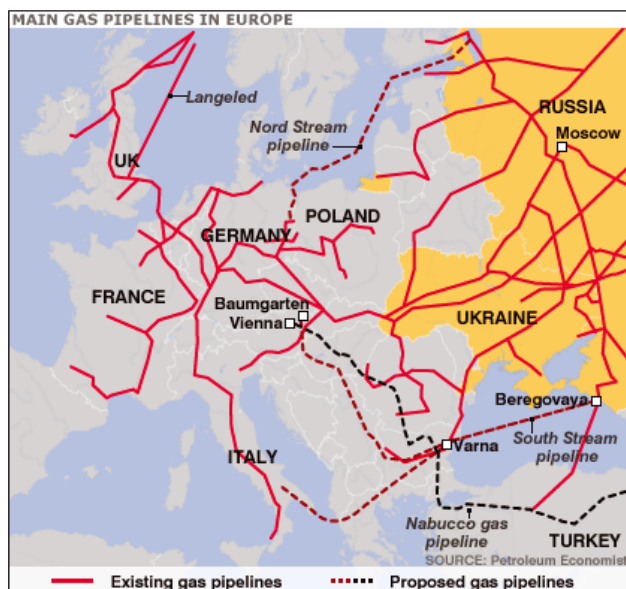 MAIN GAS PIPELINES IN EUROPE
Langeled
RUSSIA
Nord Stream
pipeline
Moscow
UK
POLAND
GERMANY
FRANCE
Baumgarten
Vienna
UKRAINE
Beregovaya
South Stream
pipeline
Varna
ITALY
Nabucco gas
pipeline
TURKEY
SOURCE: Petroleum Economist
Existing gas pipelines
Proposed gas pipelines